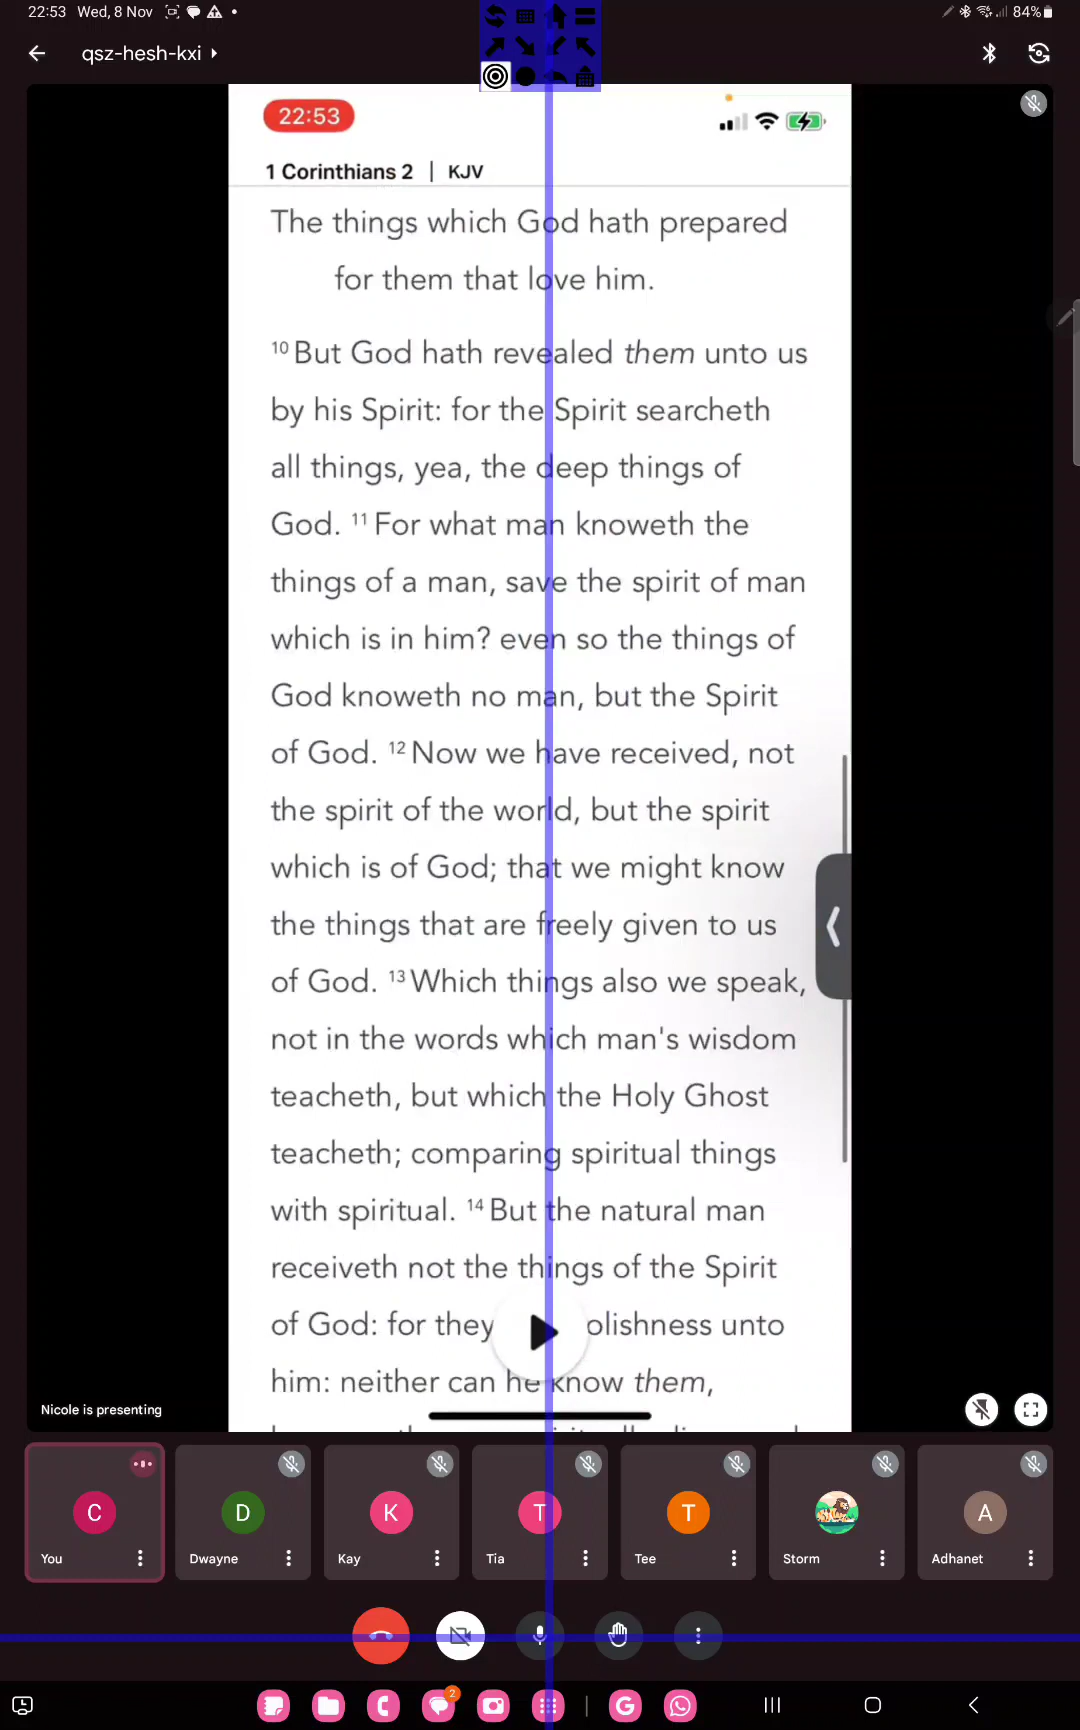 22:53 Wed, 8 Nov
84%
qsz-hesh-kxi
22:53
1 Corinthians 2 | KJV
The things which God hath prepared
for them that love him.
10 But God hath revealed them unto us
by his Spirit: for the Spirit searcheth
all things, yea, the deep things of
God. 11 For what man knoweth the
things of a man, save the spirit of man
which is in him? even so the things of
God knoweth no man, but the Spirit
of God. 12 Now we have received, not
the spirit of the world, but the spirit
which is of God; that we might know
the things that are freely given to us
of God. 13 Which things also we speak,
not in the words which man's wisdom
teacheth, but which the Holy Ghost
teacheth; comparing spiritual things
with spiritual. 14 But the natural man
receiveth not the things of the Spirit
of God: for they olishness unto
him: neither can he know them,
Nicole is presenting
C D K T T A
You Dwayne Kay Tia Tee Storm Adhanet
2
G